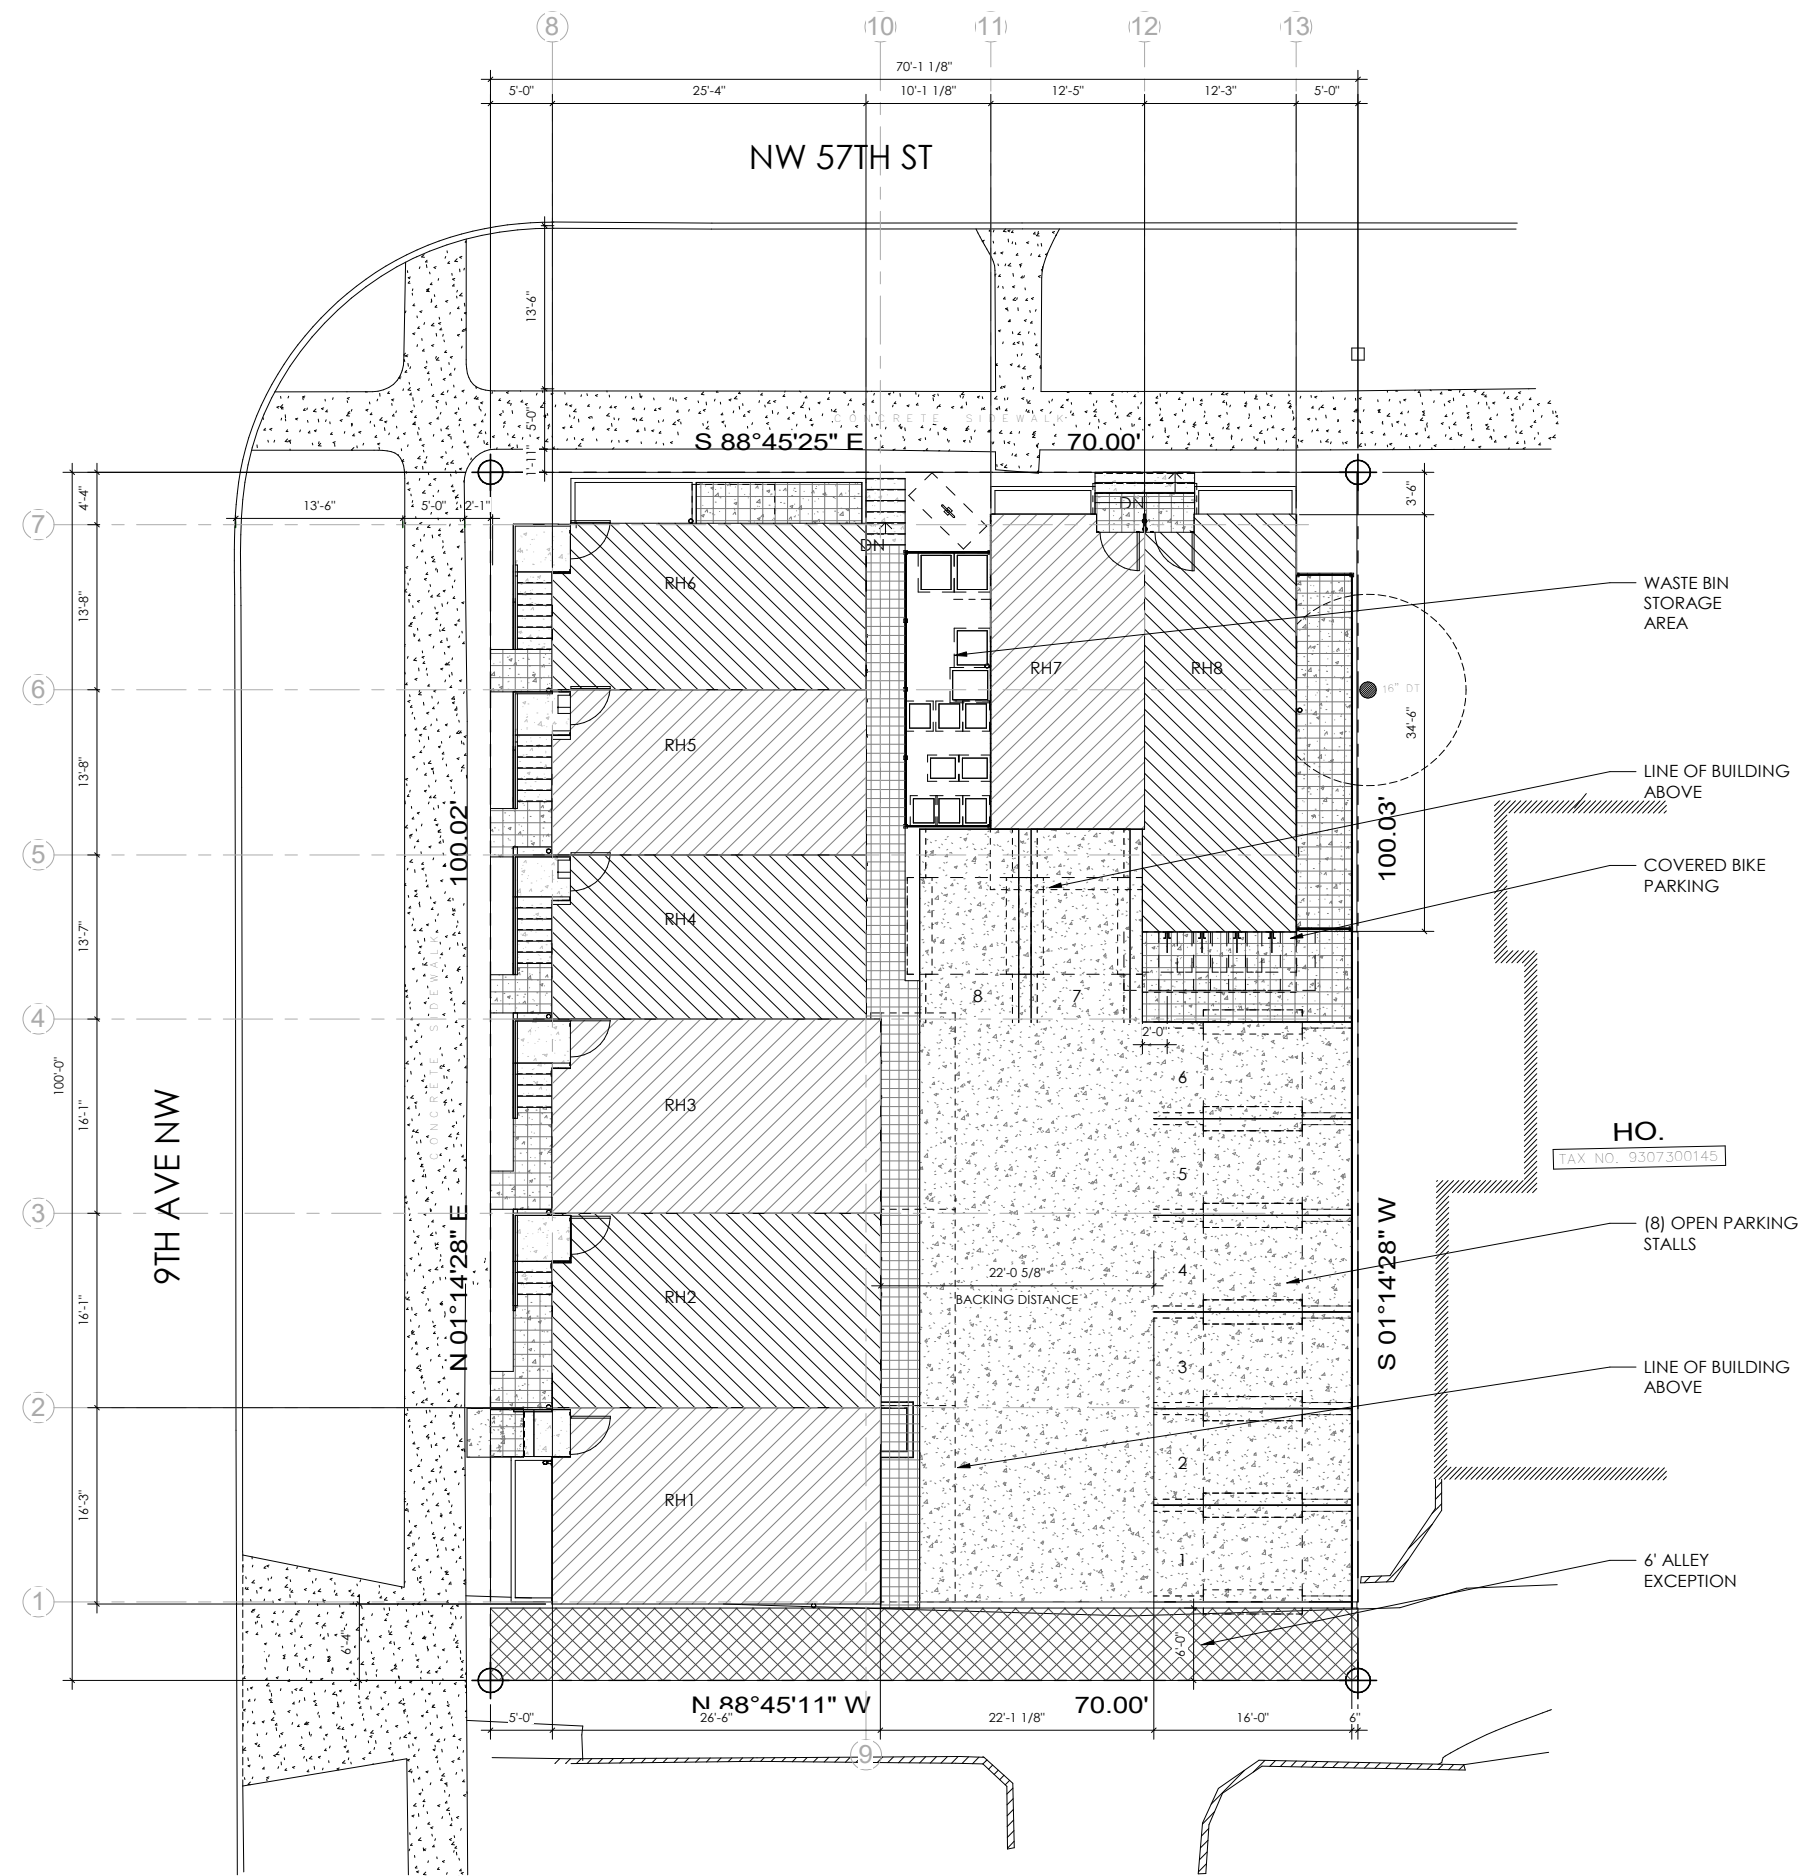 8
10
11
12
13
70'-1 1/8"
5'-0"
25'-4"
10'-1 1/8"
12'-5"
12'-3"
5'-0"
NW 57TH ST
13'-6"
5'-0"
1'-11"
CONCRETE SIDEWALK
S 88°45'25" E
70.00'
4'-4"
13'-6"
5'-0"
2'-1"
3'-6"
7
DN
DN
RH6
13'-8"
WASTE BIN
STORAGE
AREA
RH7
RH8
6
16" DT
34'-6"
RH5
13'-8"
LINE OF BUILDING
ABOVE
100.02'
100.03'
5
COVERED BIKE
PARKING
RH4
13'-7"
CONCRETE SIDEWALK
8
7
4
2'-0"
100'-0"
6
RH3
16'-1"
9TH AVE NW
HO.
TAX NO. 9307300145
5
3
N 01°14'28" E
S 01°14'28" W
(8) OPEN PARKING
STALLS
4
22'-0 5/8"
BACKING DISTANCE
RH2
16'-1"
3
LINE OF BUILDING
ABOVE
2
2
RH1
16'-3"
1
6' ALLEY
EXCEPTION
1
6'-4"
6'-0"
N 88°45'11" W
70.00'
5'-0"
26'-6"
22'-1 1/8"
16'-0"
6"
9